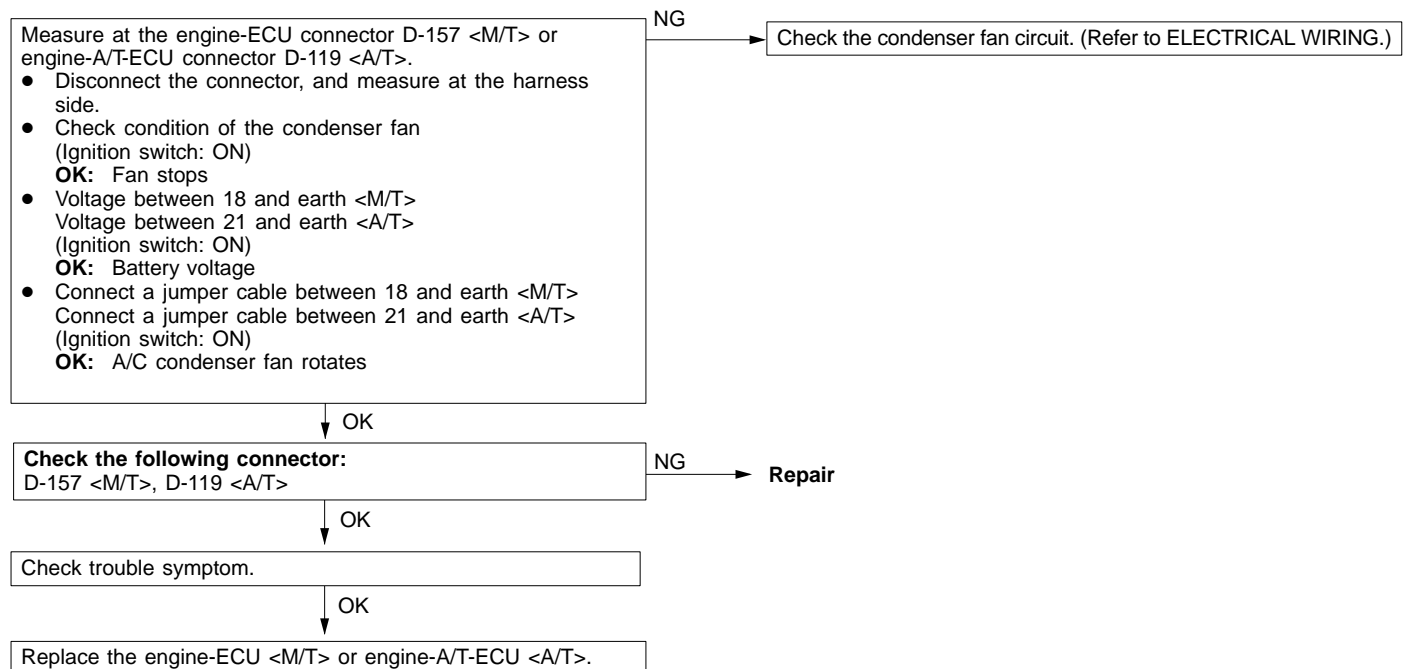 Measure at the engine-ECU connector D-157 <M/T> or
engine-A/T-ECU connector D-119 <A/T>.
● Disconnect the connector, and measure at the harness
side.
● Check condition of the condenser fan
(Ignition switch: ON)
OK: Fan stops
● Voltage between 18 and earth <M/T>
Voltage between 21 and earth <A/T>
(Ignition switch: ON)
OK: Battery voltage
● Connect a jumper cable between 18 and earth <M/T>
Connect a jumper cable between 21 and earth <A/T>
(Ignition switch: ON)
OK: A/C condenser fan rotates
NG
Check the condenser fan circuit. (Refer to ELECTRICAL WIRING.)
OK
Check the following connector:
D-157 <M/T>, D-119 <A/T>
NG
Repair
OK
Check trouble symptom.
OK
Replace the engine-ECU <M/T> or engine-A/T-ECU <A/T>.